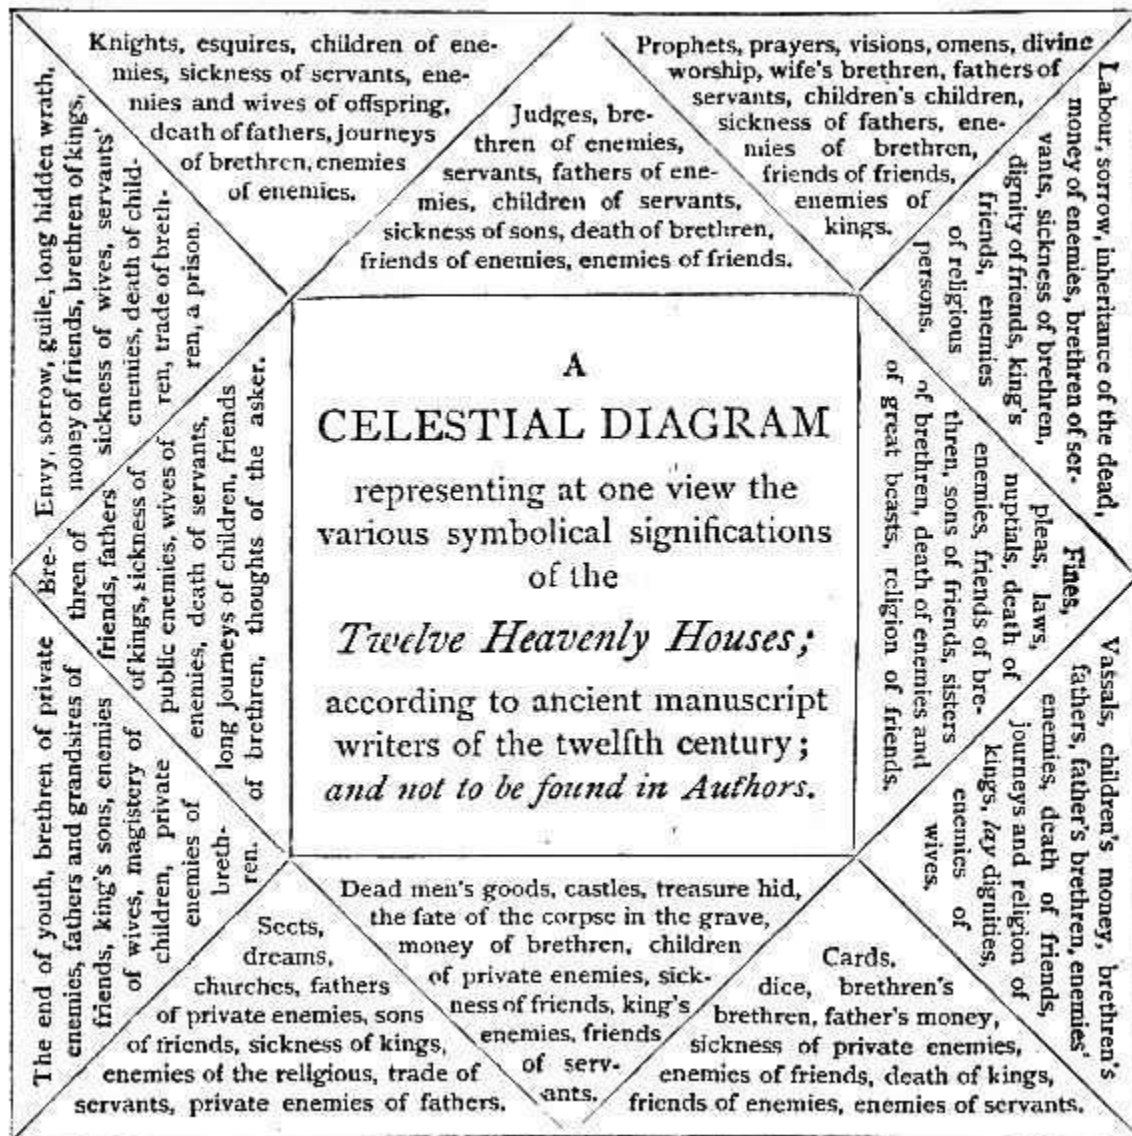 Knights, esquires, children of ene-
mies, sickness of servants, ene-
mies and wives of offspring,
death of fathers, journeys
of brethren, enemies
of enemies.
Judges, bre-
thren of enemies,
servants, fathers of ene-
mies, children of servants,
sickness of sons, death of brethren,
friends of enemies, enemies of friends.
Prophets, prayers, visions, omens, divine
worship, wife's brethren, fathers of
servants, children's children,
sickness of fathers, ene-
mies of brethren,
friends of friends,
enemies of
kings.
Envy, sorrow, guile, long hidden wrath,
money of friends, brethren of kings,
sickness of wives, servants'
enemies, death of child-
ren, trade of breth-
ren, a prison.
Labour, sorrow, inheritance of the dead,
money of enemies, brethren of ser-
vants, sickness of brethren,
dignity of friends, king's
friends, enemies
of religious
persons.
Bre-
thren of
friends, fathers
of kings, sickness of
public enemies, wives of
enemies, death of servants,
long journeys of children, friends
of brethren, thoughts of the asker.
A
CELESTIAL DIAGRAM
representing at one view the
various symbolical significations
of the
Twelve Heavenly Houses;
according to ancient manuscript
writers of the twelfth century;
and not to be found in Authors.
Fines,
pleas, laws,
nuptials, death of
enemies, friends of bre-
thren, sons of friends, sisters
of brethren, death of enemies and
of great beasts, religion of friends.
The end of youth, brethren of private
enemies, fathers and grandsires of
friends, king's sons, enemies
of wives, magistery of
children, private
enemies of
breth-
ren.
Vassals, children's money, brethren's
fathers, father's brethren, enemies'
enemies, death of friends,
journeys and religion of
kings, lay dignities,
enemies of
wives.
Sects,
dreams,
churches, fathers
of private enemies, sons
of friends, sickness of kings,
enemies of the religious, trade of
servants, private enemies of fathers.
Dead men's goods, castles, treasure hid,
the fate of the corpse in the grave,
money of brethren, children
of private enemies, sick-
ness of friends, king's
enemies, friends
of serv-
ants.
Cards,
dice, brethren's
brethren, father's money,
sickness of private enemies,
enemies of friends, death of kings,
friends of enemies, enemies of servants.